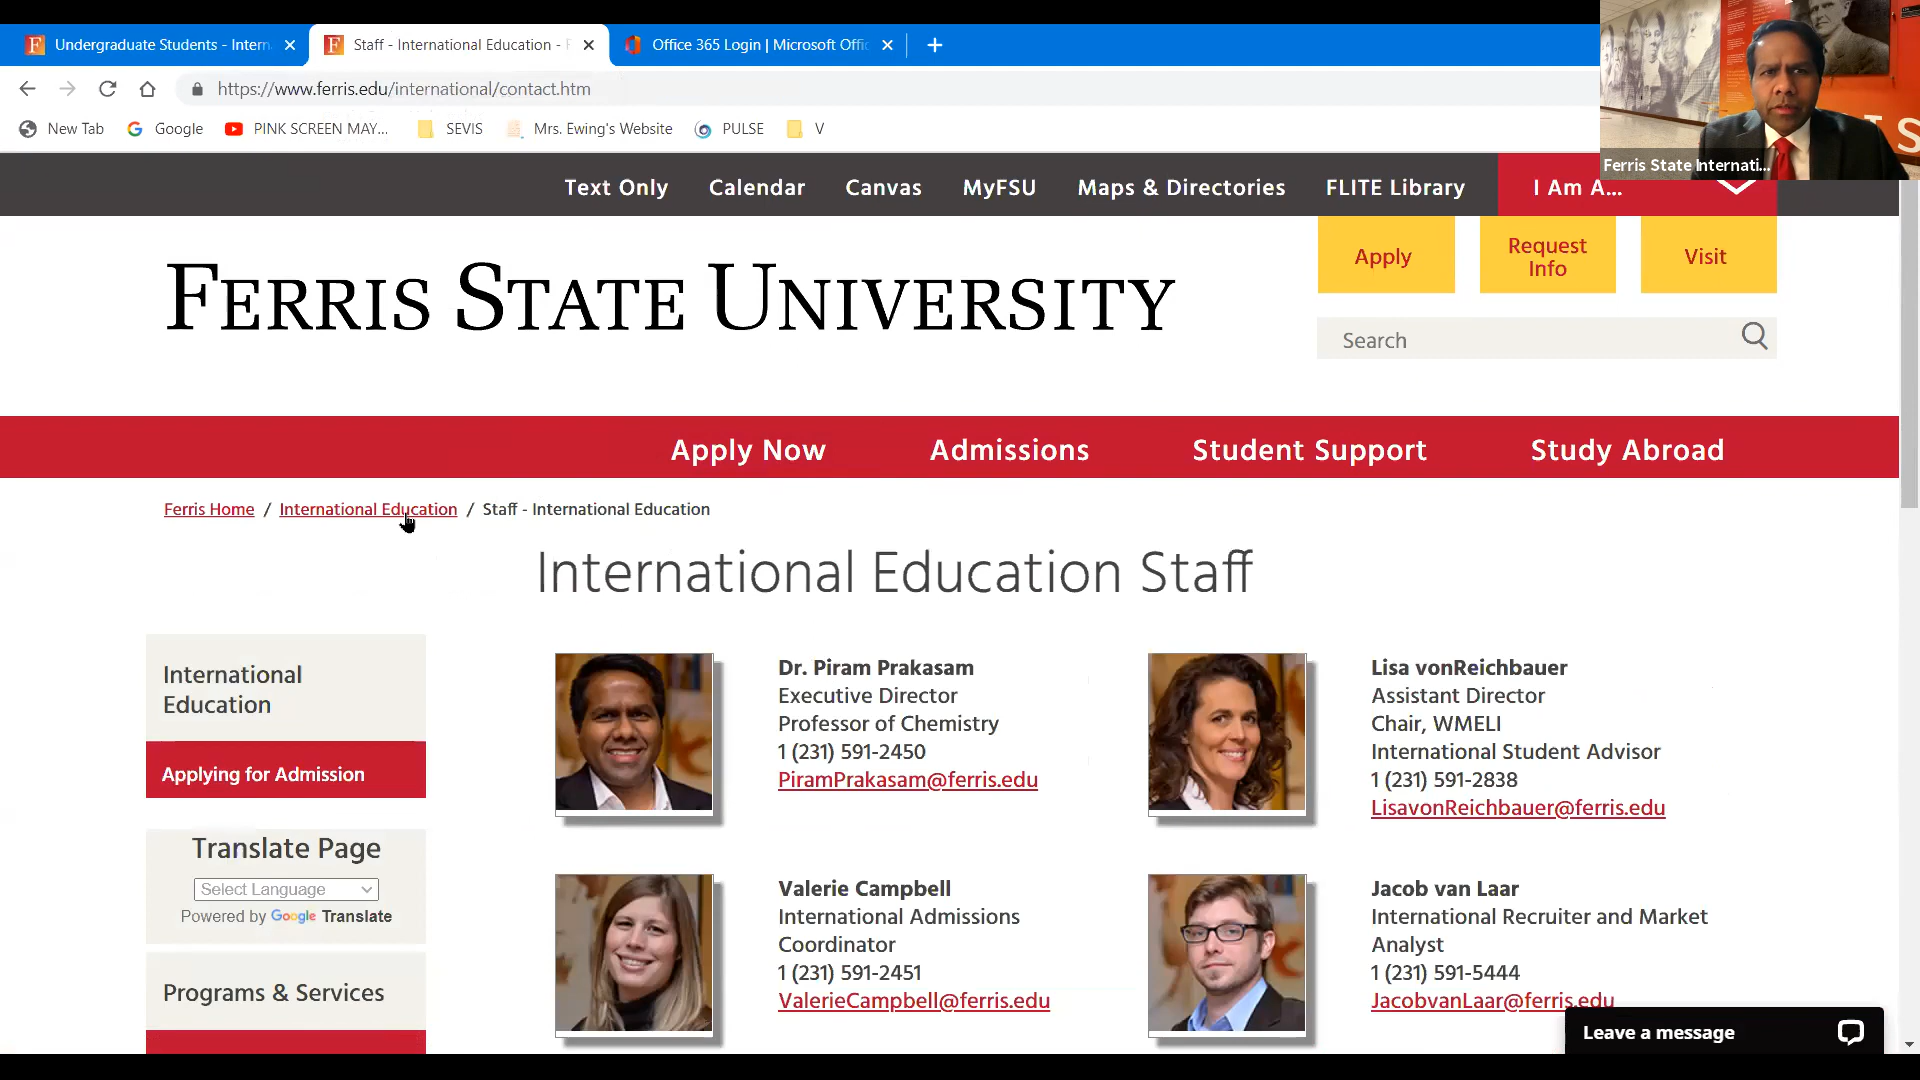 Undergraduate Students - Intern
Staff - International Education - F
Office 365 Login | Microsoft Offic
https://www.ferris.edu/international/contact.htm
New Tab
Google
PINK SCREEN MAY...
SEVIS
Mrs. Ewing's Website
PULSE
V
Ferris State Internati...
Text Only
Calendar
Canvas
MyFSU
Maps & Directories
FLITE Library
I Am A...
FERRIS STATE UNIVERSITY
Apply
Request
Info
Visit
Search
Apply Now
Admissions
Student Support
Study Abroad
Ferris Home / International Education / Staff - International Education
International Education Staff
International
Education
Applying for Admission
Translate Page
Select Language
Powered by Google Translate
Programs & Services
Dr. Piram Prakasam
Executive Director
Professor of Chemistry
1 (231) 591-2450
PiramPrakasam@ferris.edu
Lisa vonReichbauer
Assistant Director
Chair, WMELI
International Student Advisor
1 (231) 591-2838
LisavonReichbauer@ferris.edu
Valerie Campbell
International Admissions
Coordinator
1 (231) 591-2451
ValerieCampbell@ferris.edu
Jacob van Laar
International Recruiter and Market
Analyst
1 (231) 591-5444
JacobvanLaar@ferris.edu
Leave a message